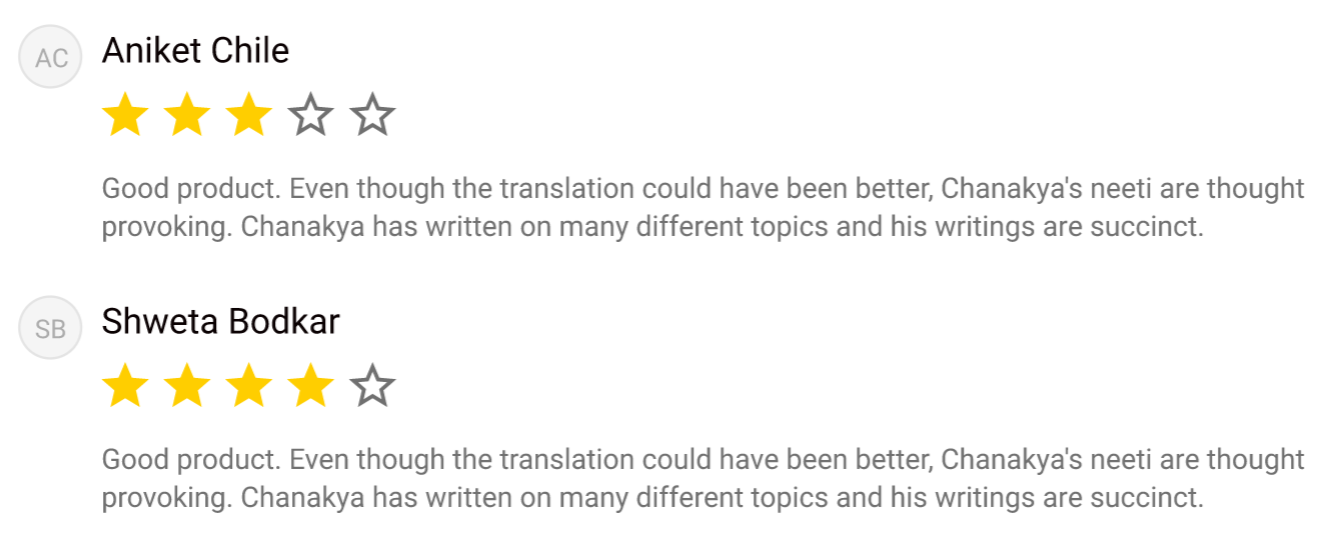 AC
Aniket Chile
Good product. Even though the translation could have been better, Chanakya's neeti are thought
provoking. Chanakya has written on many different topics and his writings are succinct.
SB
Shweta Bodkar
Good product. Even though the translation could have been better, Chanakya's neeti are thought
provoking. Chanakya has written on many different topics and his writings are succinct.